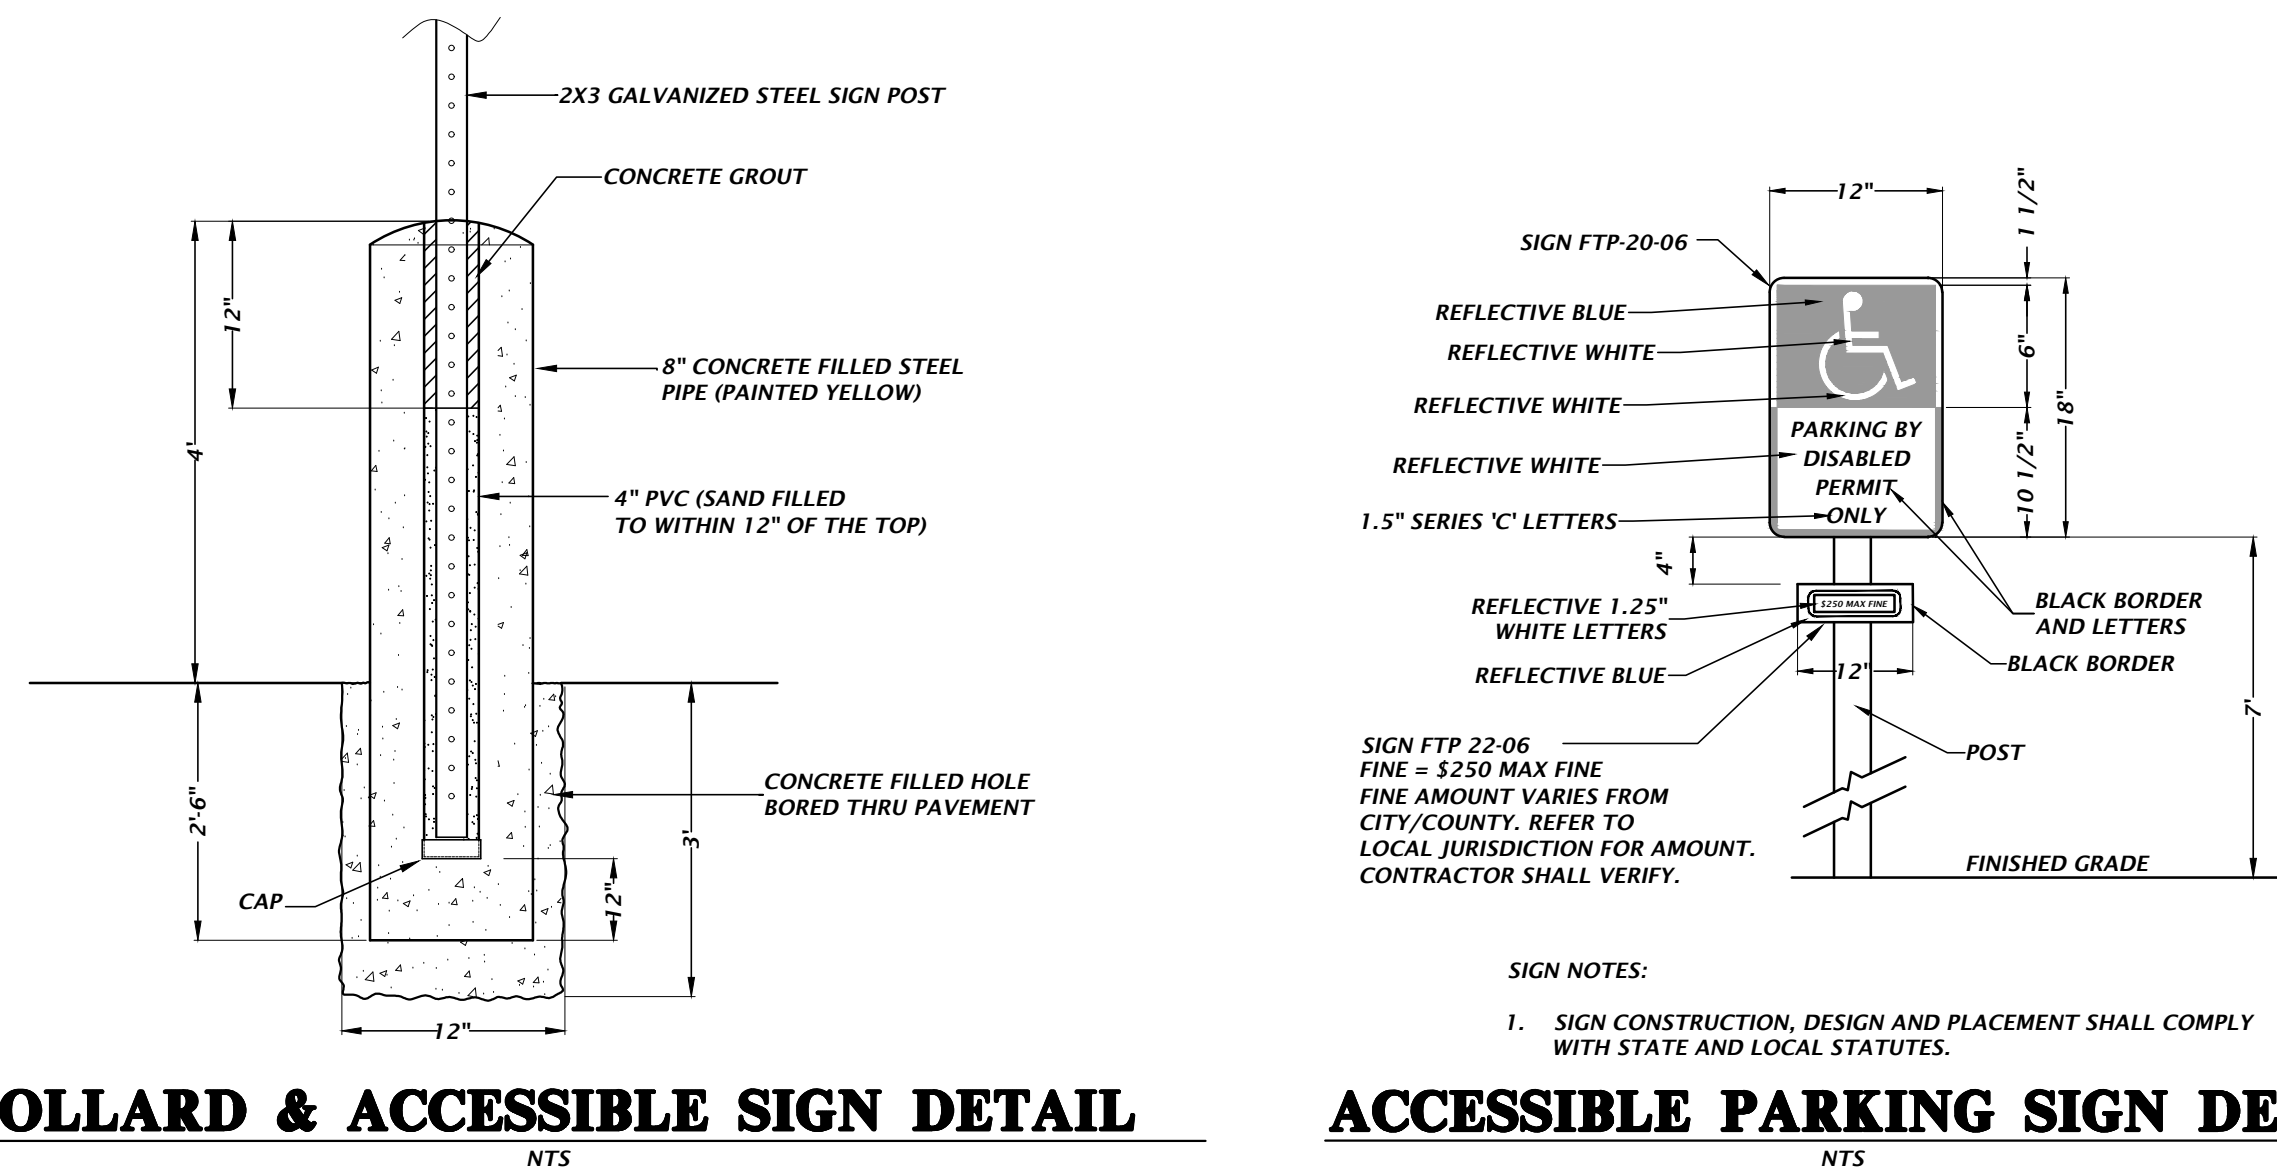 2X3 GALVANIZED STEEL SIGN POST
CONCRETE GROUT
12"
4'
8" CONCRETE FILLED STEEL
PIPE (PAINTED YELLOW)
4" PVC (SAND FILLED
TO WITHIN 12" OF THE TOP)
2'-6"
CONCRETE FILLED HOLE
BORED THRU PAVEMENT
3'
CAP
12"
12"
OLLARD & ACCESSIBLE SIGN DETAIL
NTS
12"
1 1/2"
SIGN FTP-20-06
REFLECTIVE BLUE
REFLECTIVE WHITE
6"
REFLECTIVE WHITE
18"
PARKING BY
DISABLED
PERMIT
ONLY
REFLECTIVE WHITE
10 1/2"
1.5" SERIES 'C' LETTERS
4"
REFLECTIVE 1.25"
WHITE LETTERS
$250 MAX FINE
BLACK BORDER
AND LETTERS
REFLECTIVE BLUE
12"
BLACK BORDER
7'
SIGN FTP 22-06
FINE = $250 MAX FINE
FINE AMOUNT VARIES FROM
CITY/COUNTY. REFER TO
LOCAL JURISDICTION FOR AMOUNT.
CONTRACTOR SHALL VERIFY.
POST
FINISHED GRADE
SIGN NOTES:
1. SIGN CONSTRUCTION, DESIGN AND PLACEMENT SHALL COMPLY
WITH STATE AND LOCAL STATUTES.
ACCESSIBLE PARKING SIGN DE
NTS